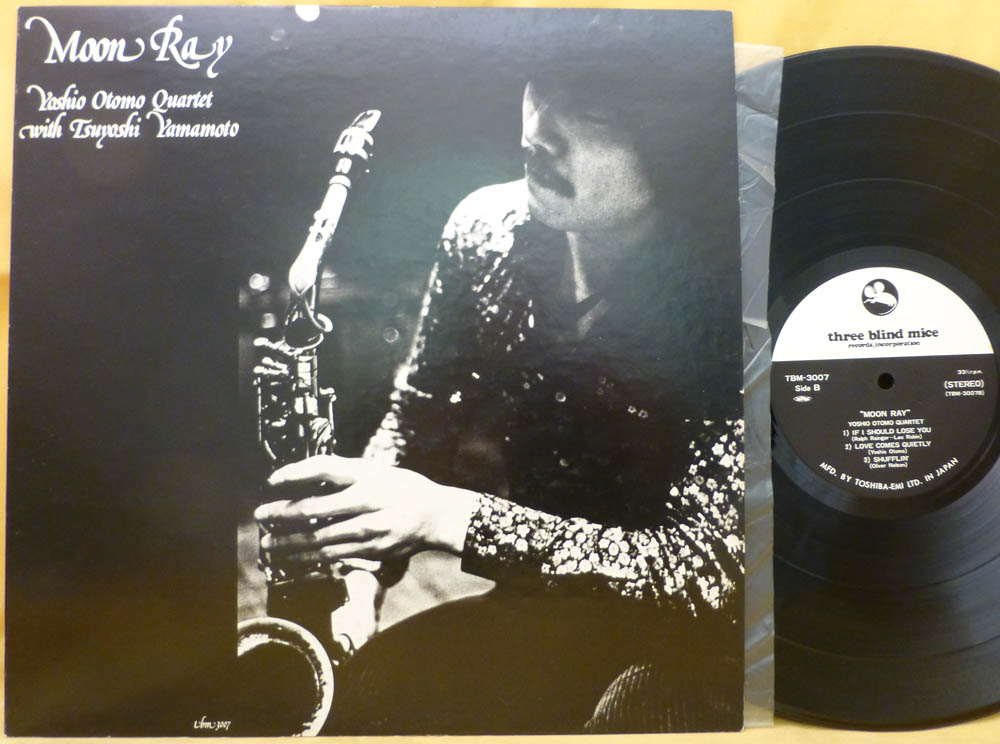 Moon Ray
Yoshio Otomo Quartet
with Tsuyoshi Yamamoto
tbm 3007
three blind mice
records, incorporation
TBM-3007
Side B
33⅓ r.p.m.
(STEREO)
(TBM-3007B)
"MOON RAY"
YOSHIO OTOMO QUARTET
1) IF I SHOULD LOSE YOU
(Ralph Rainger—Leo Robin)
2) LOVE COMES QUIETLY
(Yoshio Otomo)
3) SHUFFLIN'
(Oliver Nelson)
MFD. BY TOSHIBA-EMI LTD. IN JAPAN